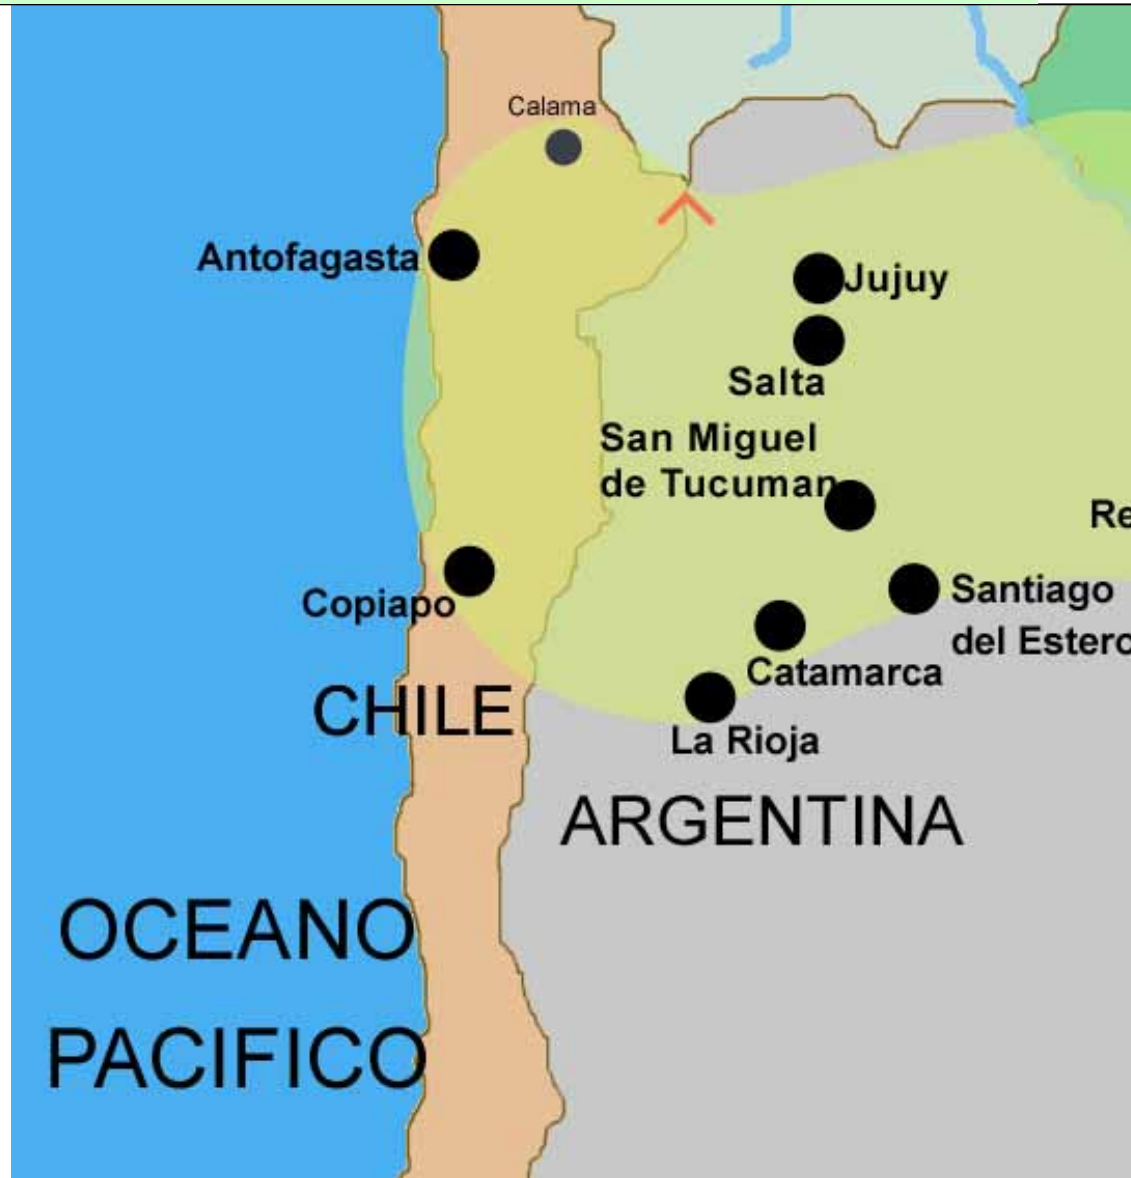 Calama
Antofagasta
Jujuy
Salta
San Miguel
de Tucuman
Re
Copiapo
Santiago
del Estero
Catamarca
CHILE
La Rioja
ARGENTINA
OCEANO
PACIFICO